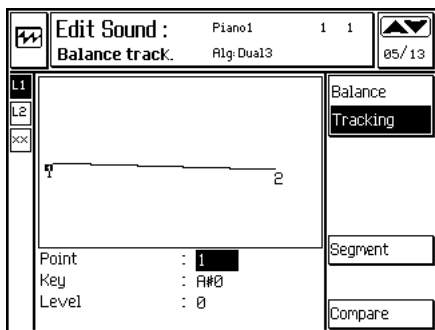 Edit Sound : Piano1 1 1
Balance track. Alg:Dual3 05/13
L1
L2
xx
Balance
Tracking
1 2
Segment
Point : 1
Key : A#0
Level : 0
Compare